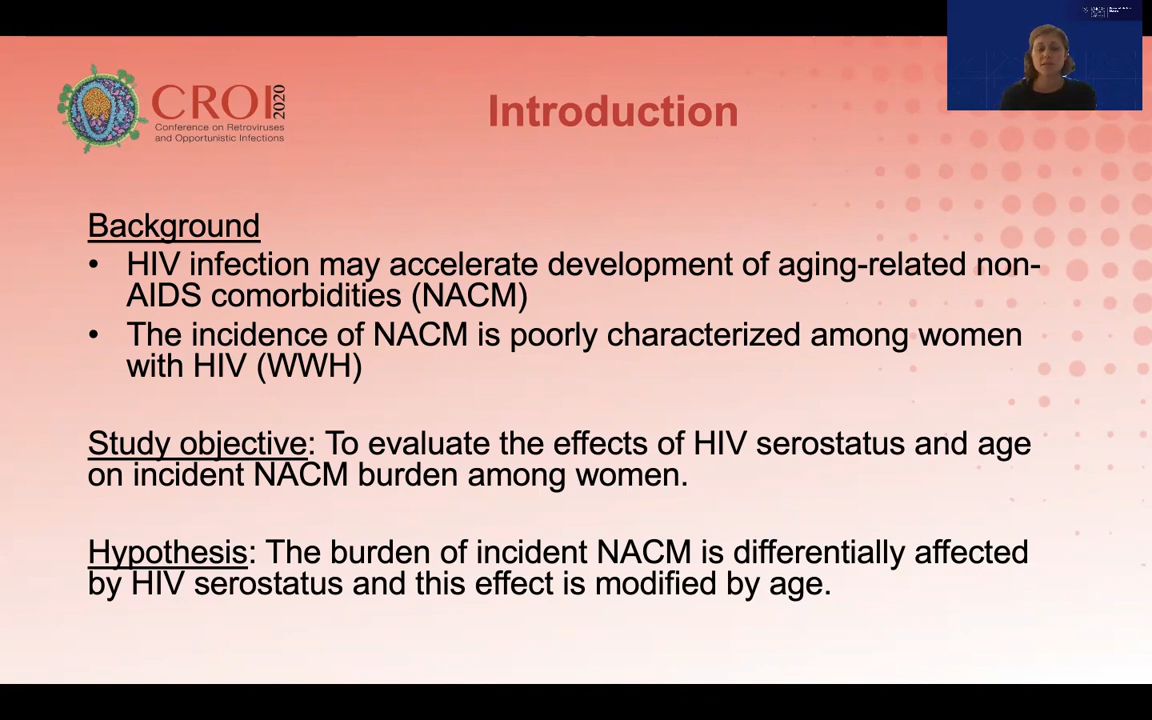 CROI 2020
Conference on Retroviruses
and Opportunistic Infections
Introduction
Background
• HIV infection may accelerate development of aging-related non-
AIDS comorbidities (NACM)
• The incidence of NACM is poorly characterized among women
with HIV (WWH)
Study objective: To evaluate the effects of HIV serostatus and age
on incident NACM burden among women.
Hypothesis: The burden of incident NACM is differentially affected
by HIV serostatus and this effect is modified by age.